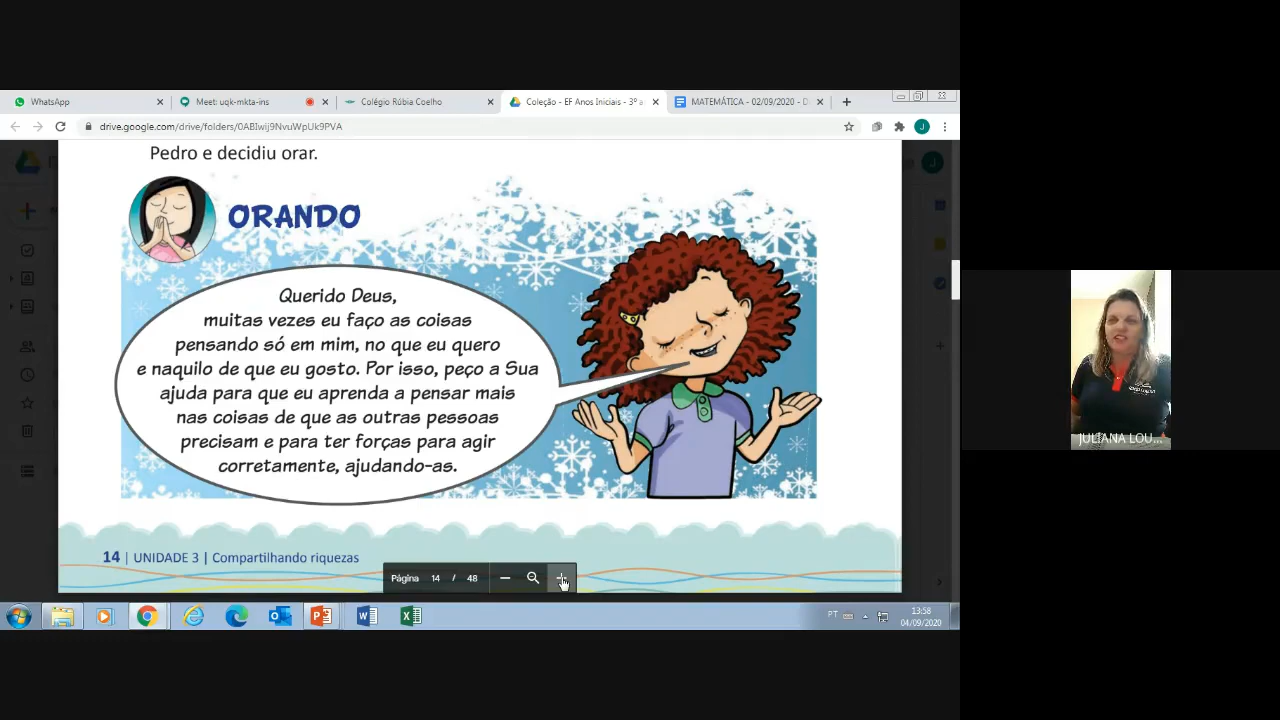 WhatsApp
Meet: uqk-mkta-ins
Colégio Rúbia Coelho
Coleção - EF Anos Iniciais - 3º a
MATEMÁTICA - 02/09/2020 - D
drive.google.com/drive/folders/0ABIwij9NvuWpUk9PVA
J
Pedro e decidiu orar.
J
ORANDO
Querido Deus,
muitas vezes eu faço as coisas
pensando só em mim, no que eu quero
e naquilo de que eu gosto. Por isso, peço a Sua
ajuda para que eu aprenda a pensar mais
nas coisas de que as outras pessoas
precisam e para ter forças para agir
corretamente, ajudando-as.
JULIANA LOU...
14 | UNIDADE 3 | Compartilhando riquezas
Página 14 / 48
PT
13:58
04/09/2020